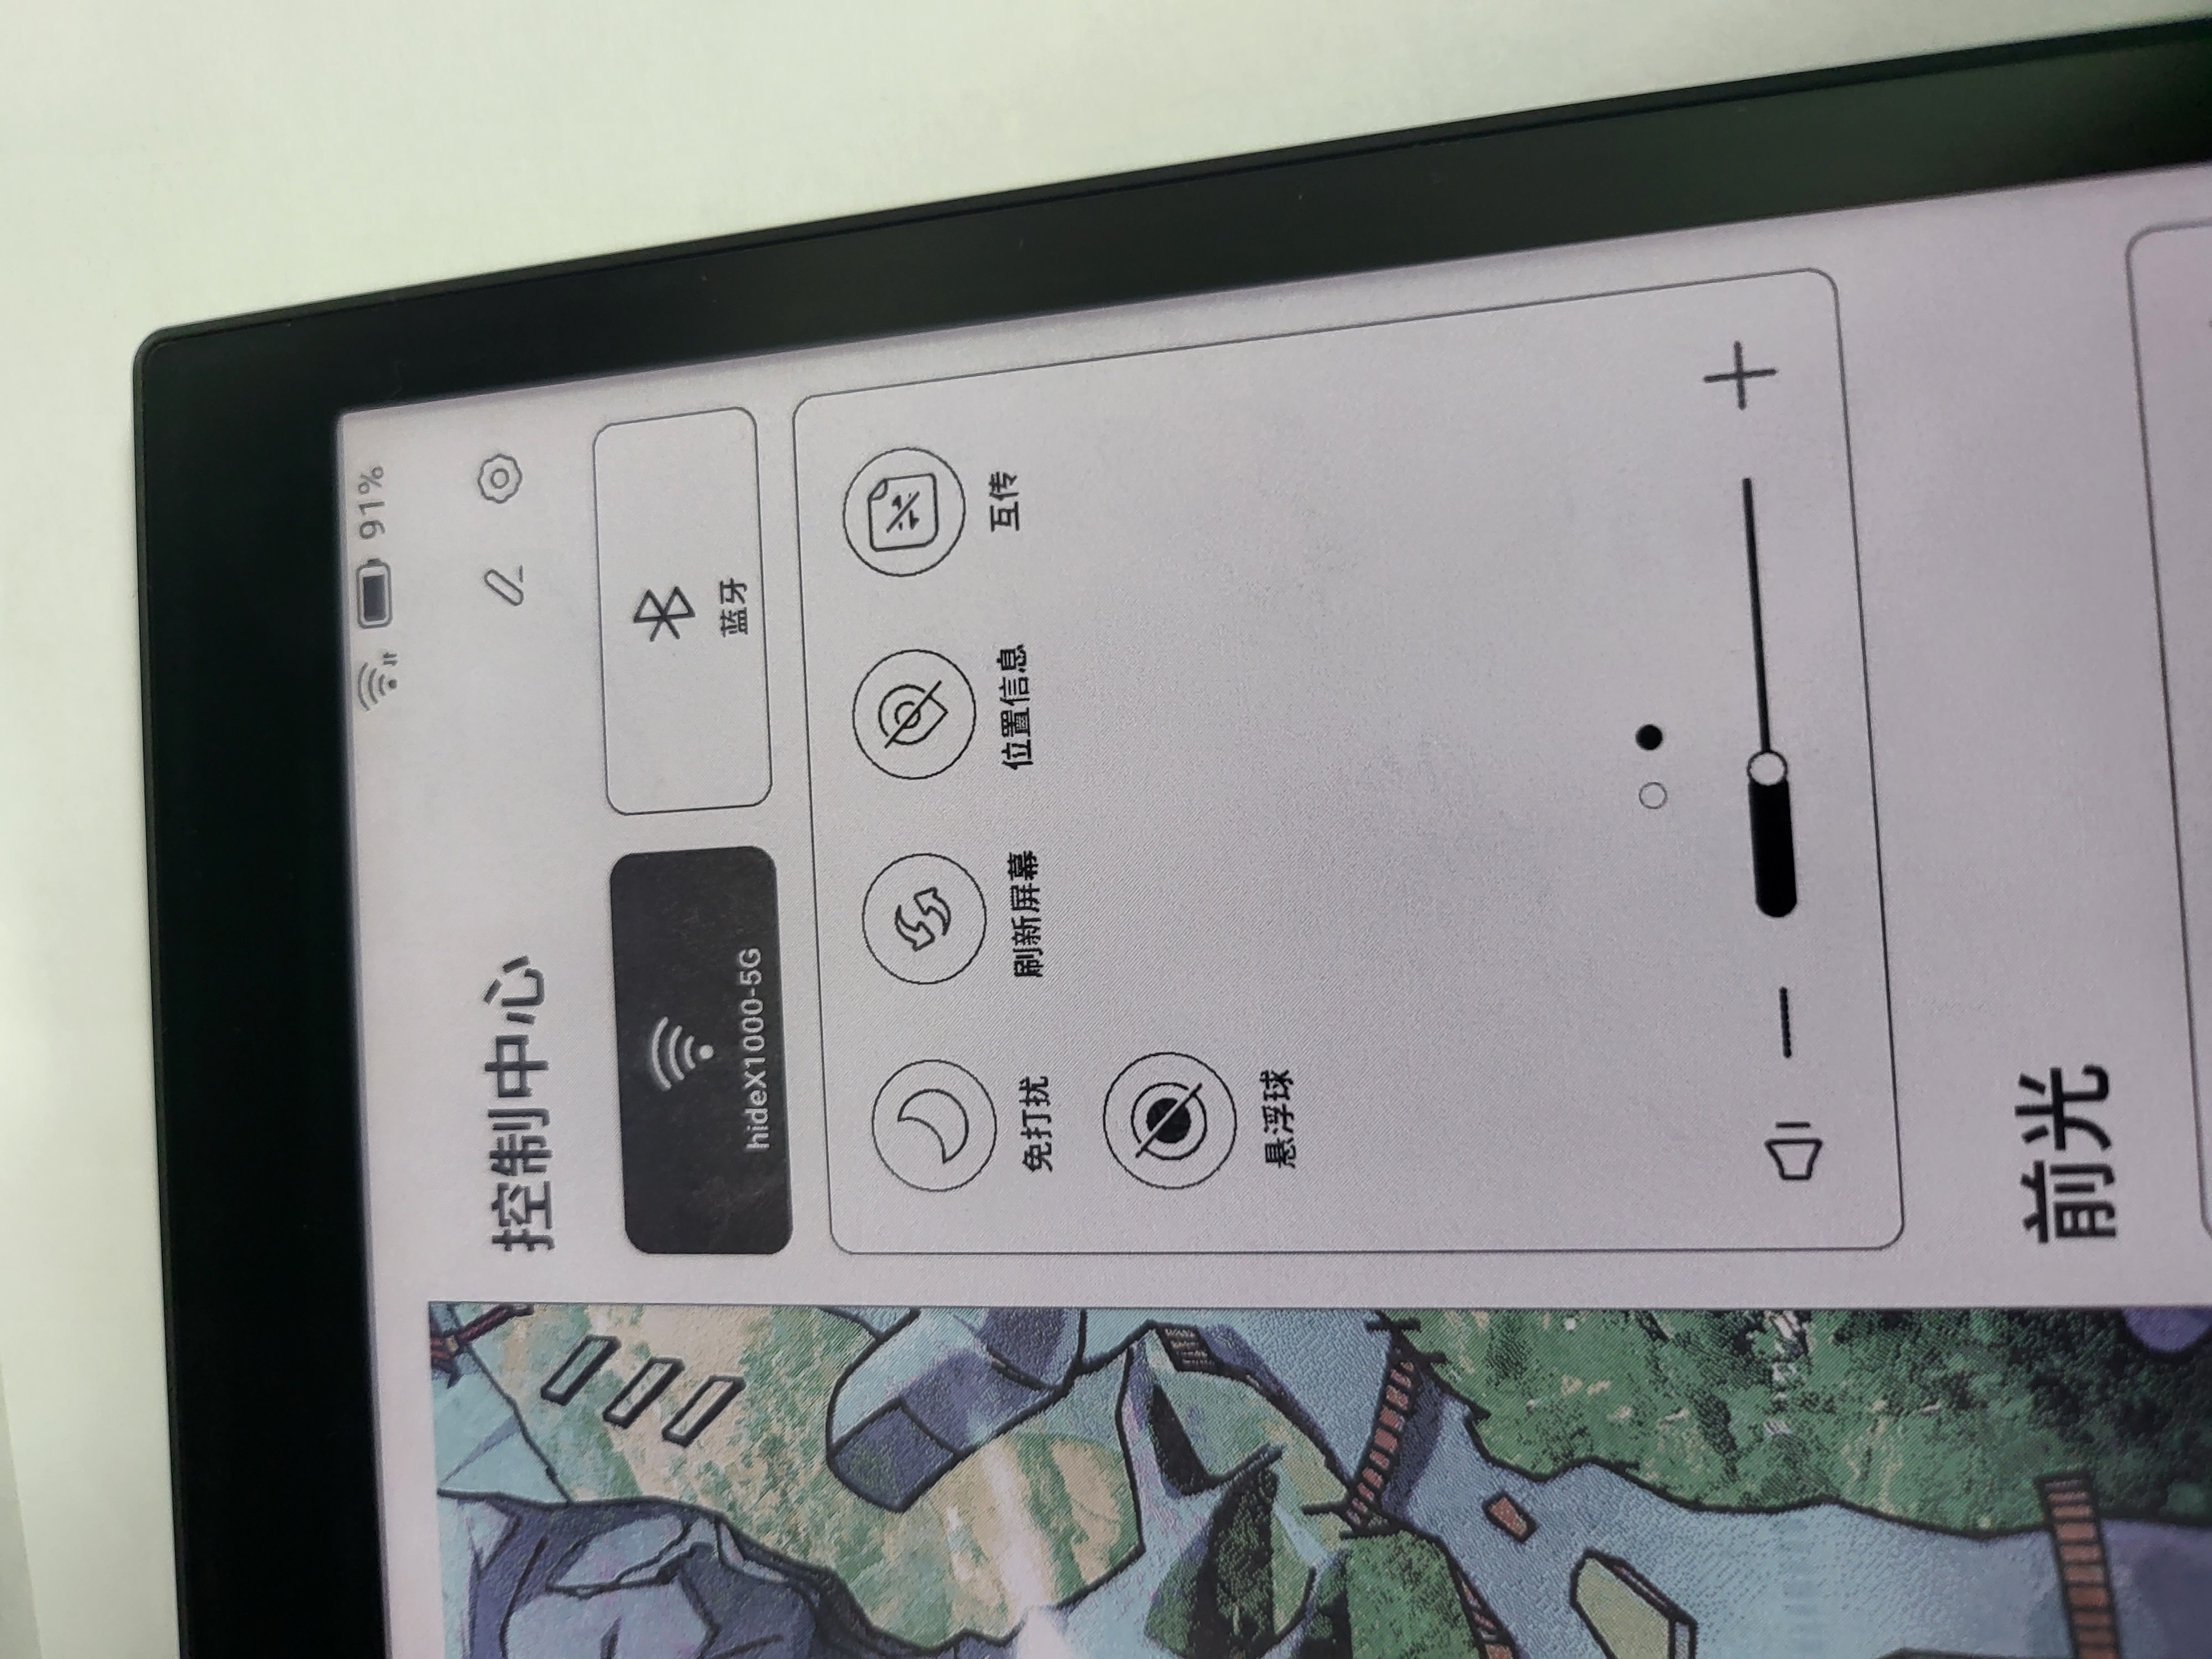 91%
控制中心
hideX1000-5G
蓝牙
免打扰 刷新屏幕 位置信息 互传
悬浮球
前光